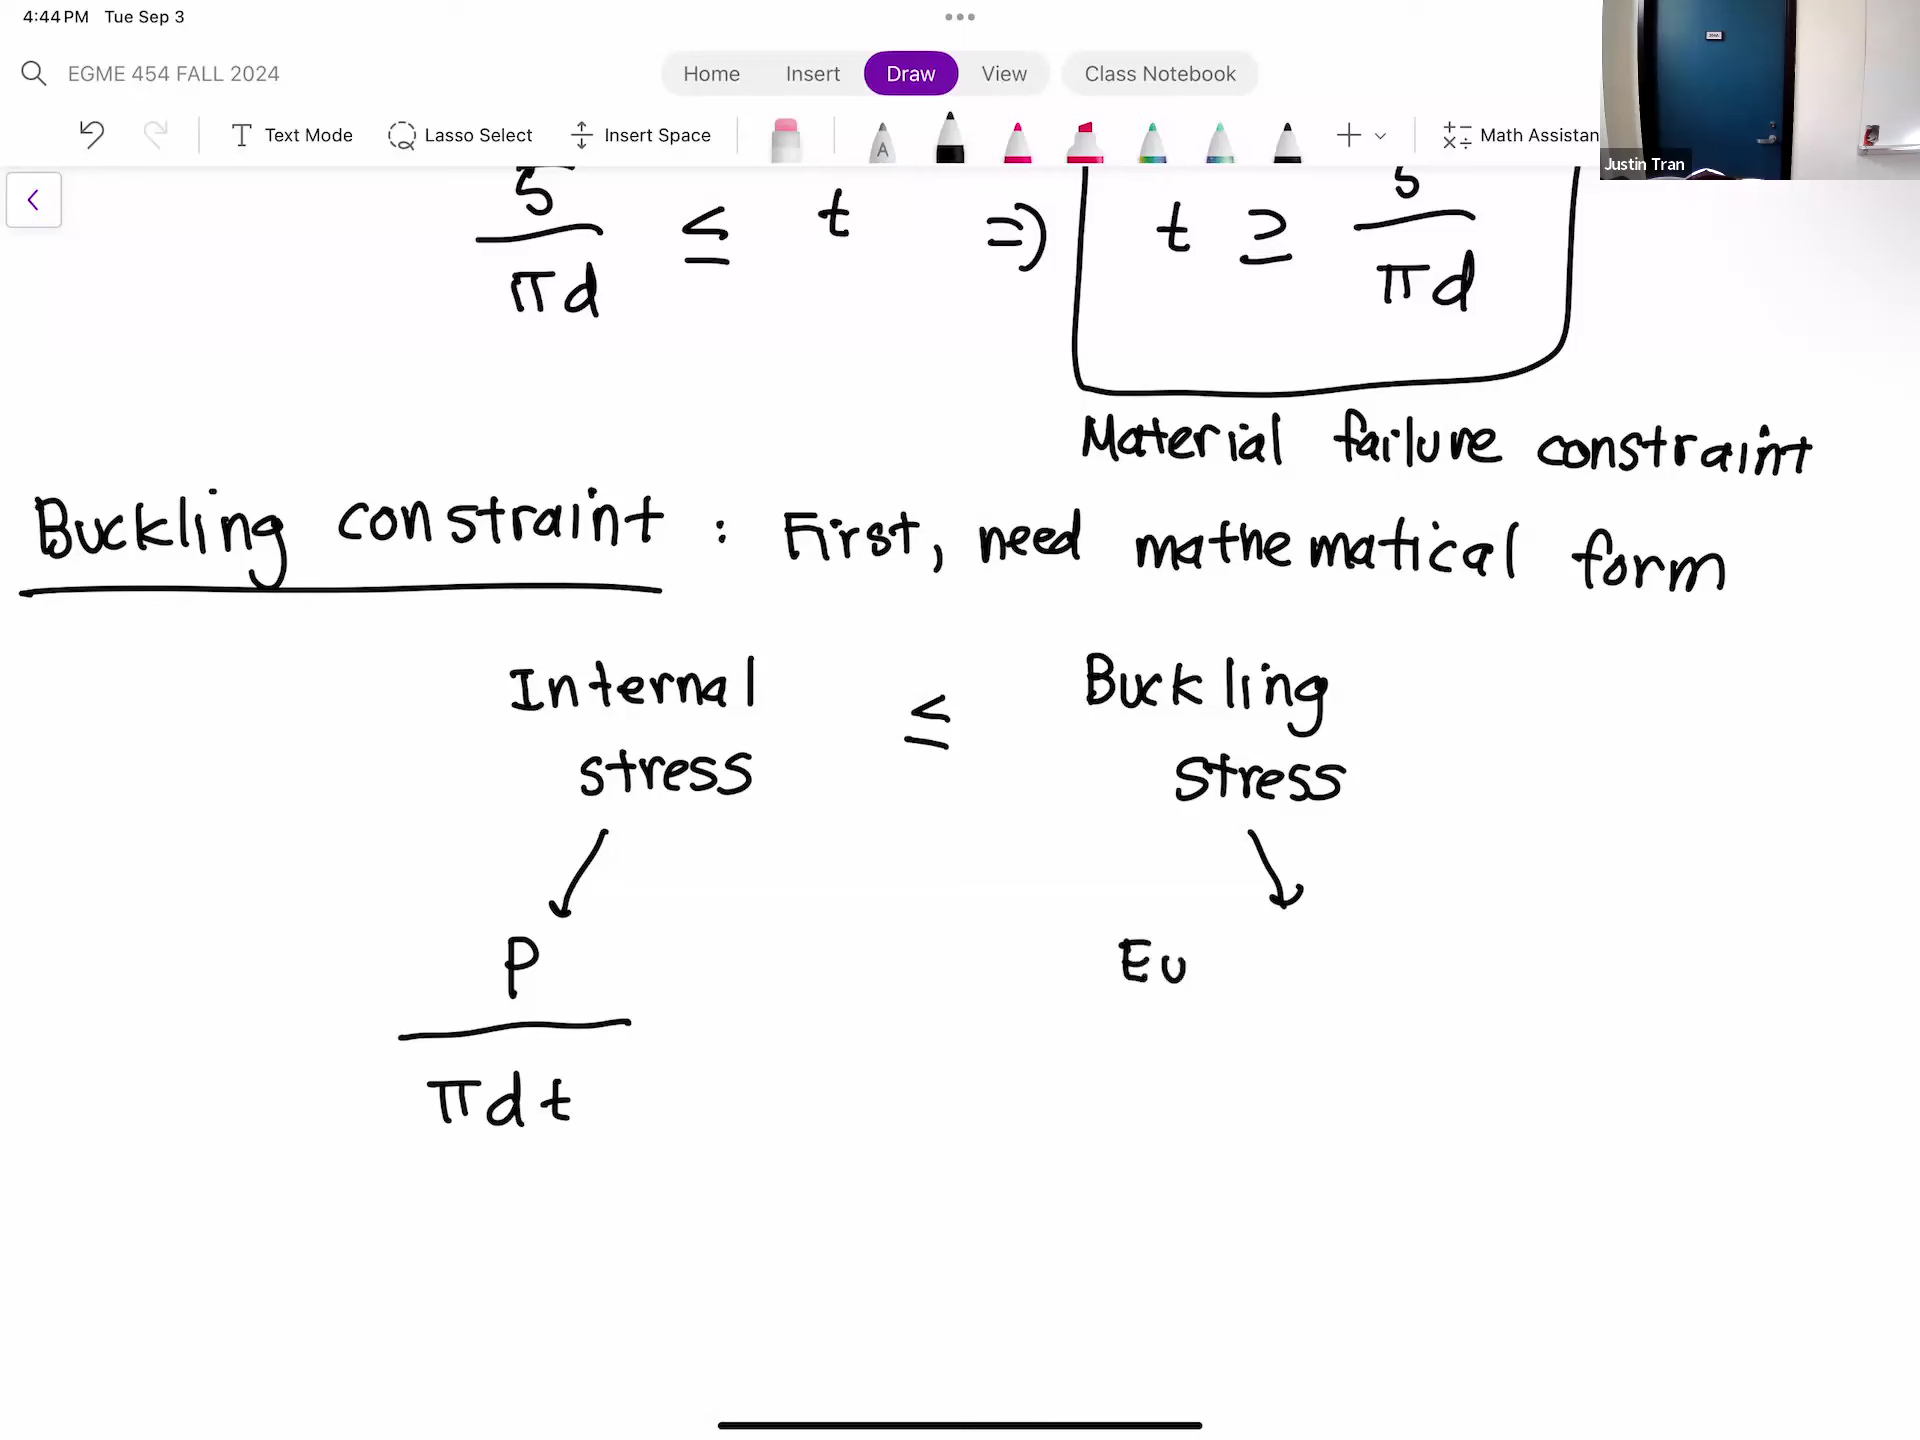 4:44 PM Tue Sep 3
EGME 454 FALL 2024
Home Insert Draw View Class Notebook
Text Mode Lasso Select Insert Space A Math Assistan
Justin Tran
5/πd ≤ t ⇒ t ≥ 5/πd
Material failure constraint
Buckling constraint : First, need mathematical form
Internal stress ≤ Buckling stress
P/πdt
Eu